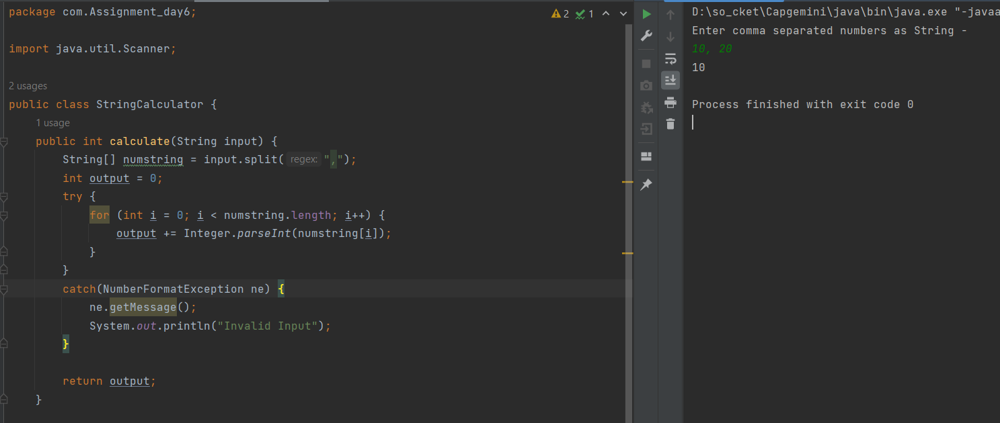 package com.Assignment_day6;
2 1
import java.util.Scanner;
2 usages
public class StringCalculator {
1 usage
public int calculate(String input) {
String[] numstring = input.split( regex: ",");
int output = 0;
try {
for (int i = 0; i < numstring.length; i++) {
output += Integer.parseInt(numstring[i]);
}
}
catch(NumberFormatException ne) {
ne.getMessage();
System.out.println("Invalid Input");
}
return output;
}
D:\so_cket\Capgemini\java\bin\java.exe "-javaa
Enter comma separated numbers as String -
10, 20
10
Process finished with exit code 0